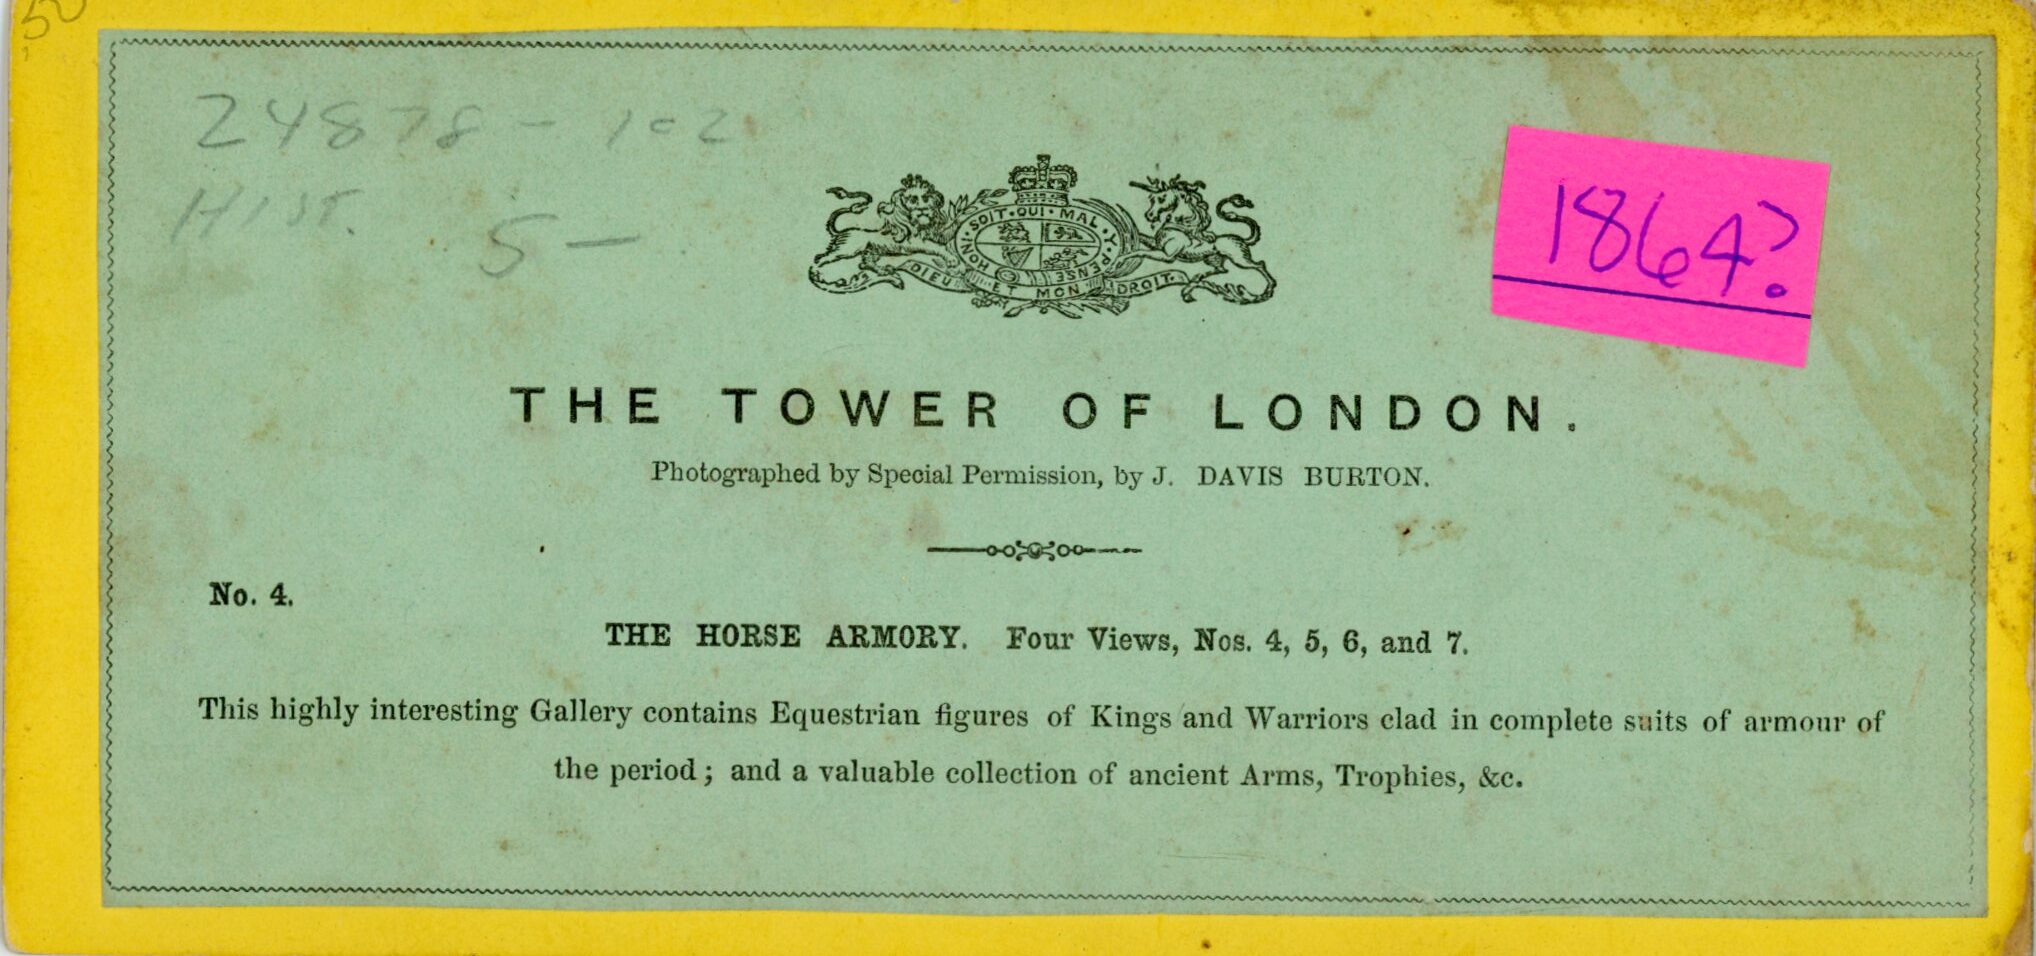 50
24878 - 102
HIST.
5 -
1864?
HONI · SOIT · QUI · MAL · Y · PENSE
DIEU ET MON DROIT.
THE TOWER OF LONDON.
Photographed by Special Permission, by J. DAVIS BURTON.
No. 4.
THE HORSE ARMORY. Four Views, Nos. 4, 5, 6, and 7.
This highly interesting Gallery contains Equestrian figures of Kings and Warriors clad in complete suits of armour of
the period; and a valuable collection of ancient Arms, Trophies, &c.